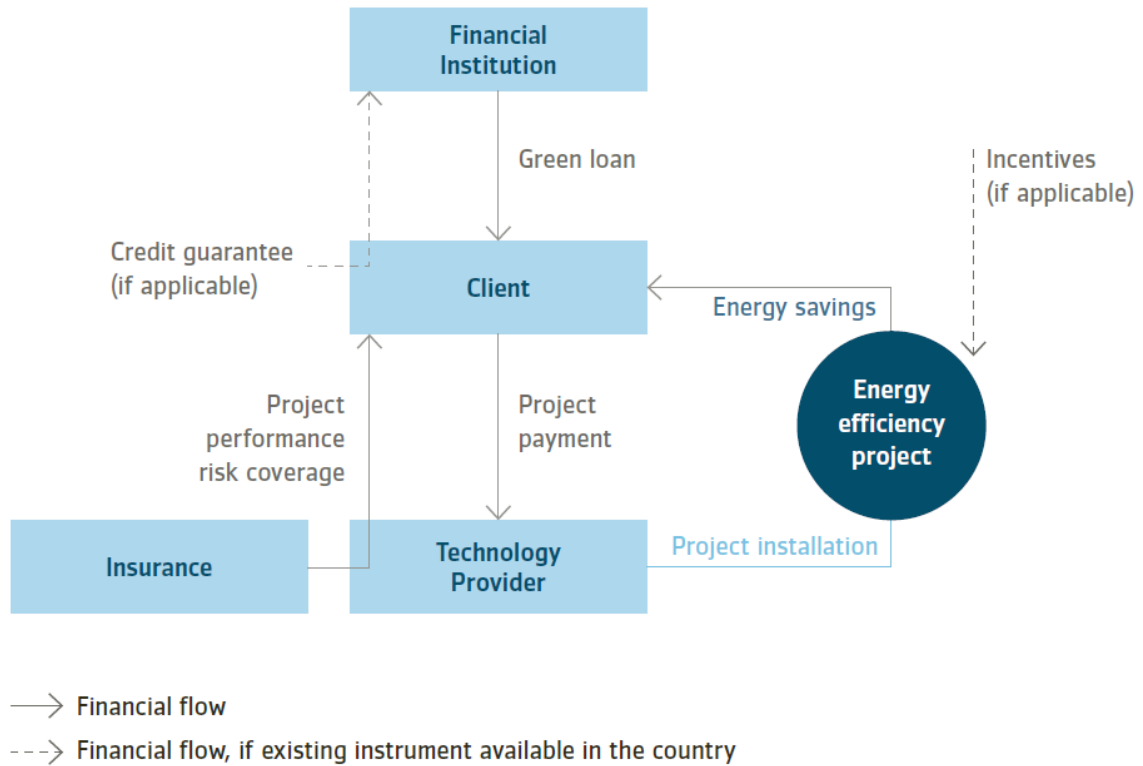 Financial
Institution
Green loan
Incentives
(if applicable)
Credit guarantee
(if applicable)
Client
Energy savings
Energy
efficiency
project
Project
performance
risk coverage
Project
payment
Insurance
Technology
Provider
Project installation
Financial flow
Financial flow, if existing instrument available in the country